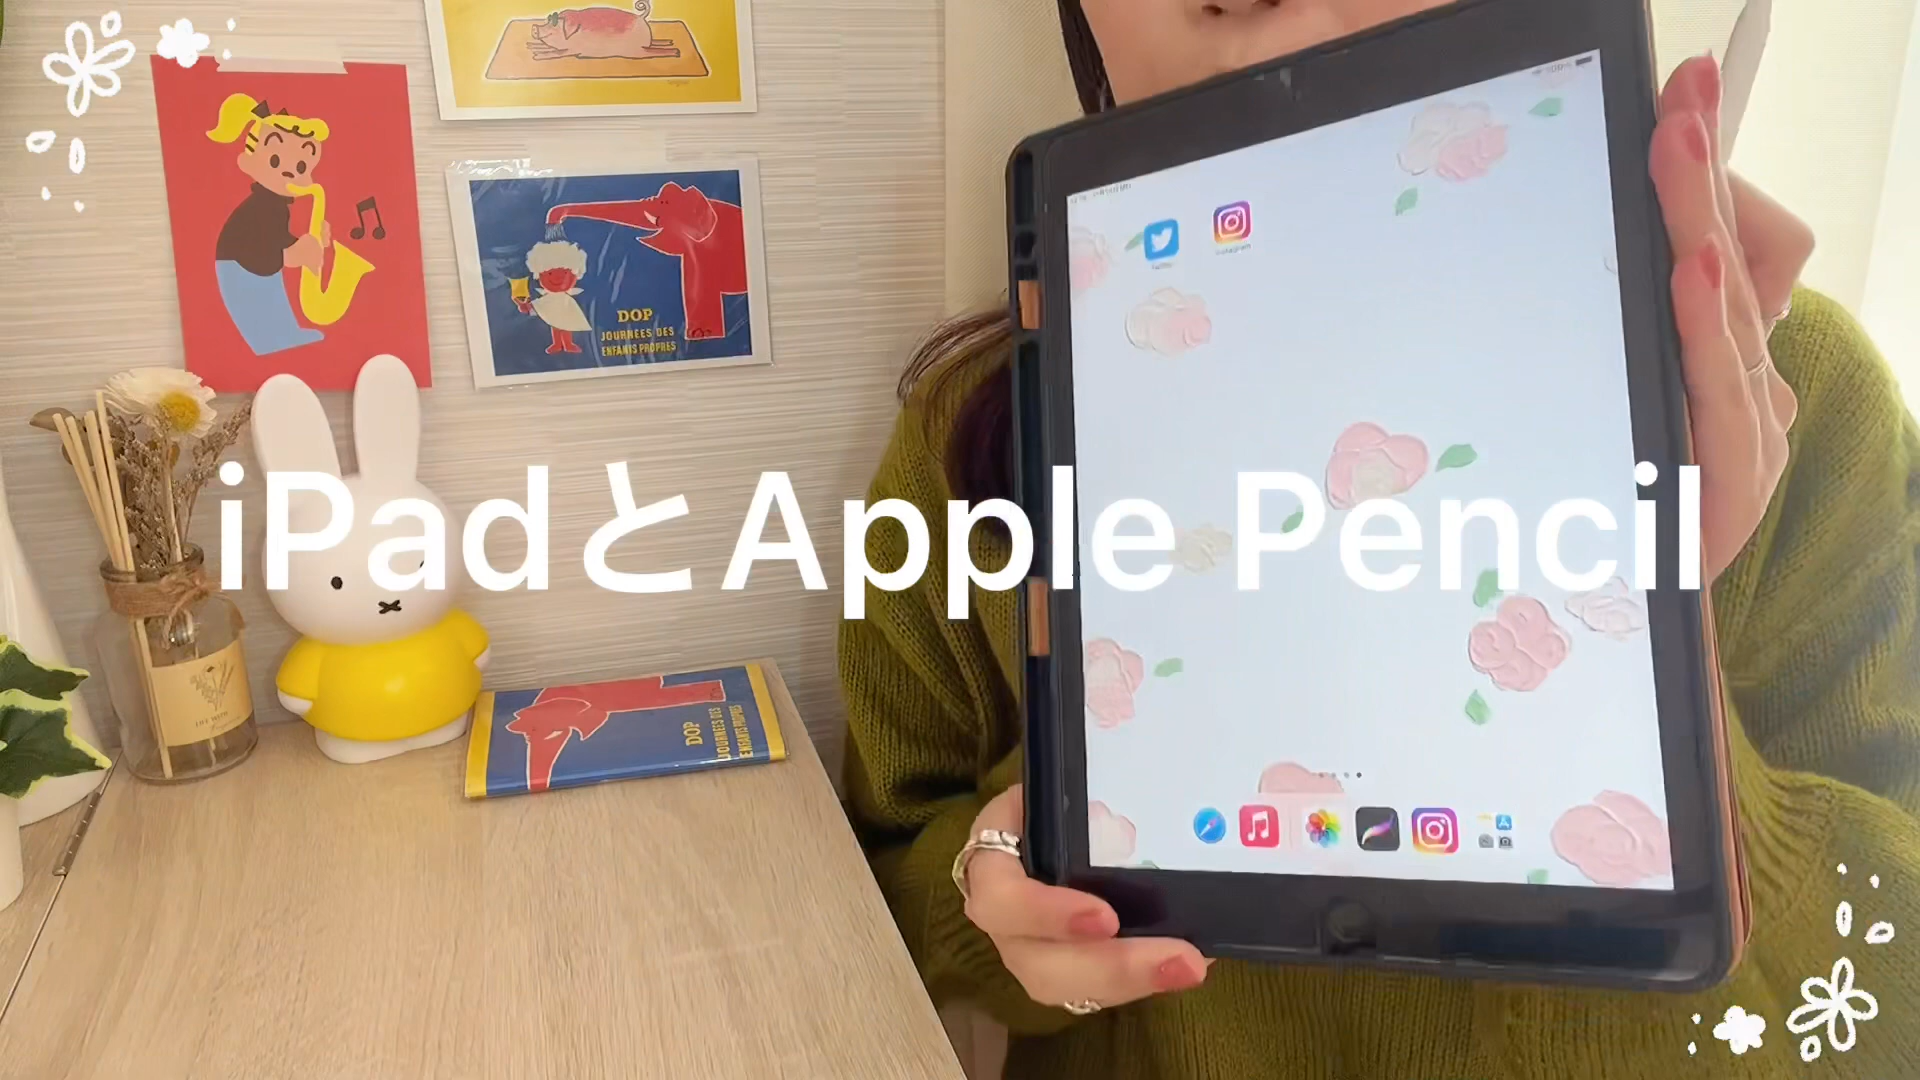 DOP
JOURNEES DES
ENFANTS PROPRES
Instagram
iPadとApple Pencil
DOP
JOURNEES DES
ENFANTS PROPRES